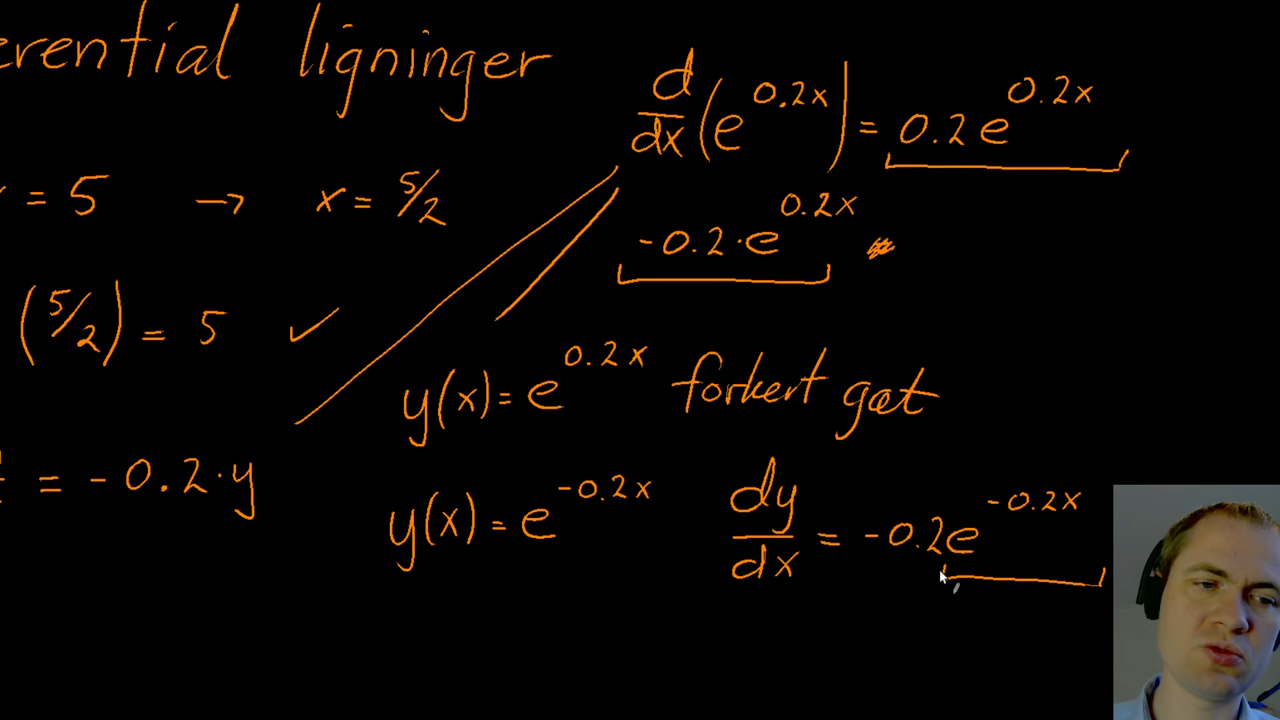 erential ligninger
d/dx (e^0.2x) = 0.2e^0.2x
= 5 → x = 5/2
-0.2·e^0.2x
(5/2) = 5 ✓
y(x) = e^0.2x forkert gæt
= -0.2·y
y(x) = e^-0.2x
dy/dx = -0.2e^-0.2x